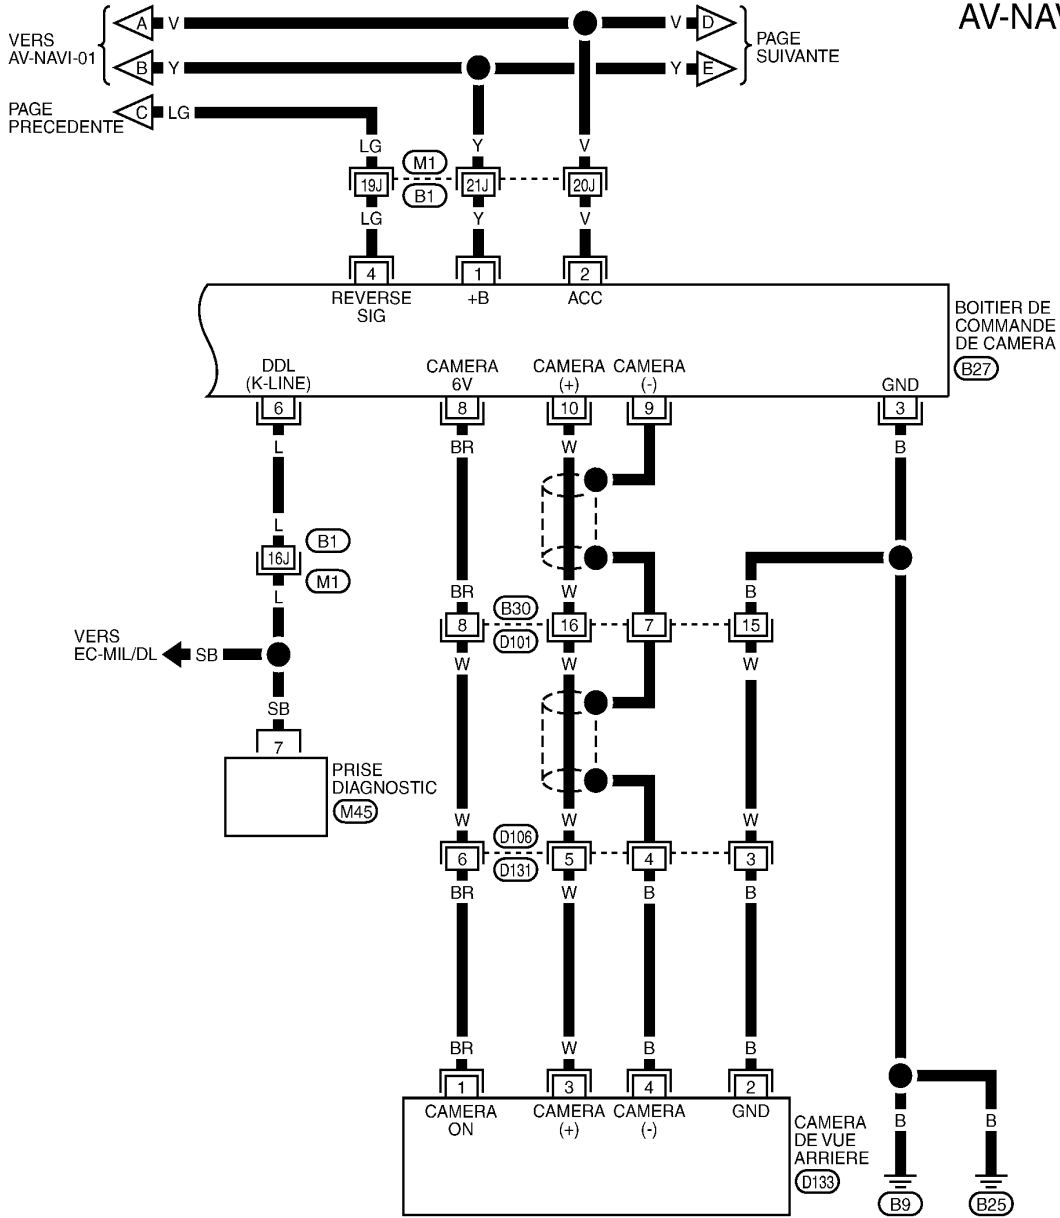 AV-NAV
A V V D
VERS
AV-NAVI-01
PAGE
SUIVANTE
B Y Y E
PAGE
PRECEDENTE
C LG
LG Y V
M1
19J 21J 20J
B1
LG Y V
4 1 2
REVERSE
SIG
+B
ACC
BOITIER DE
COMMANDE
DE CAMERA
B27
DDL
(K-LINE)
CAMERA
6V
CAMERA
(+)
CAMERA
(-)
GND
6 8 10 9 3
L BR W B
L
B1
16J
M1
L
BR W B
B30
8 16 7 15
D101
W W W
VERS
EC-MIL/DL
SB
SB
7
PRISE
DIAGNOSTIC
M45
W W W
D106
6 5 4 3
D131
BR W B B
BR W B B
1 3 4 2
CAMERA
ON
CAMERA
(+)
CAMERA
(-)
GND
CAMERA
DE VUE
ARRIERE
D133
B B
B9 B25